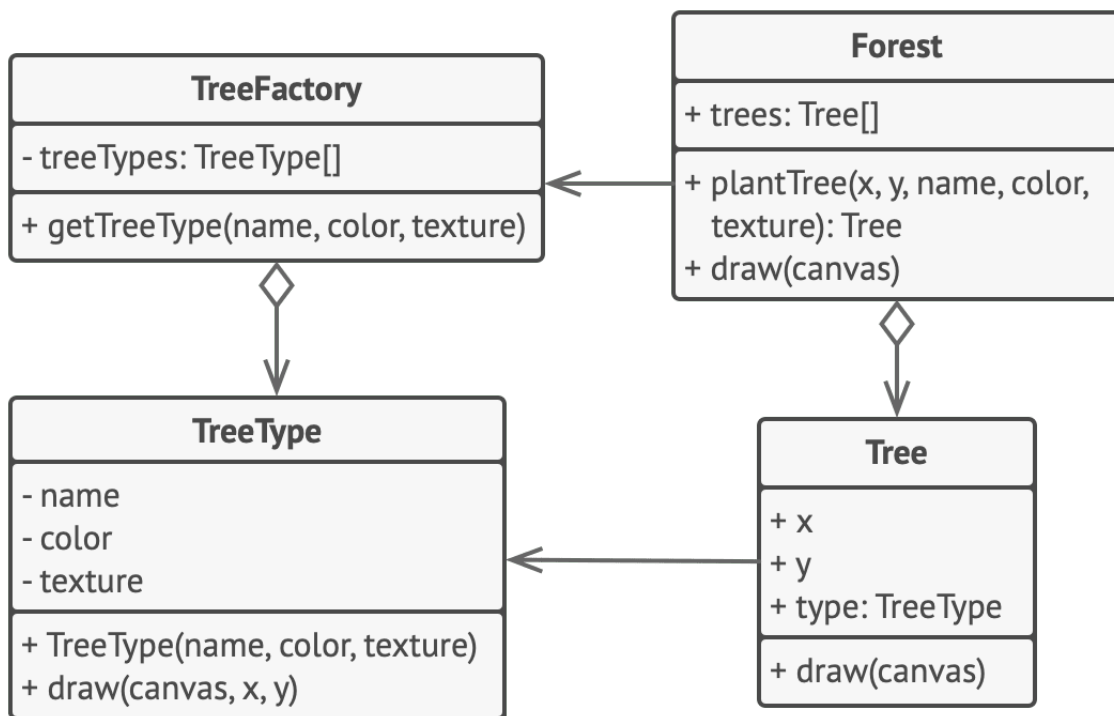 TreeFactory
- treeTypes: TreeType[]
+ getTreeType(name, color, texture)
Forest
+ trees: Tree[]
+ plantTree(x, y, name, color,
texture): Tree
+ draw(canvas)
TreeType
- name
- color
- texture
+ TreeType(name, color, texture)
+ draw(canvas, x, y)
Tree
+ x
+ y
+ type: TreeType
+ draw(canvas)